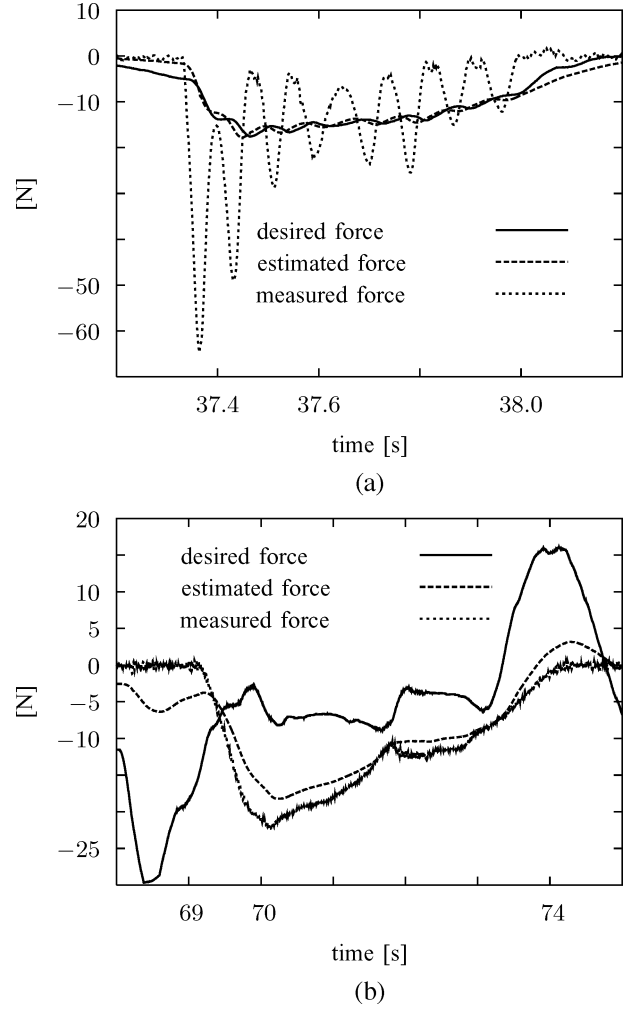 10
0
−10
−50
−60
[N]
desired force
estimated force
measured force
37.4 37.6 38.0
time [s]
(a)
20
10
5
0
−5
−10
−25
[N]
desired force
estimated force
measured force
69 70 74
time [s]
(b)